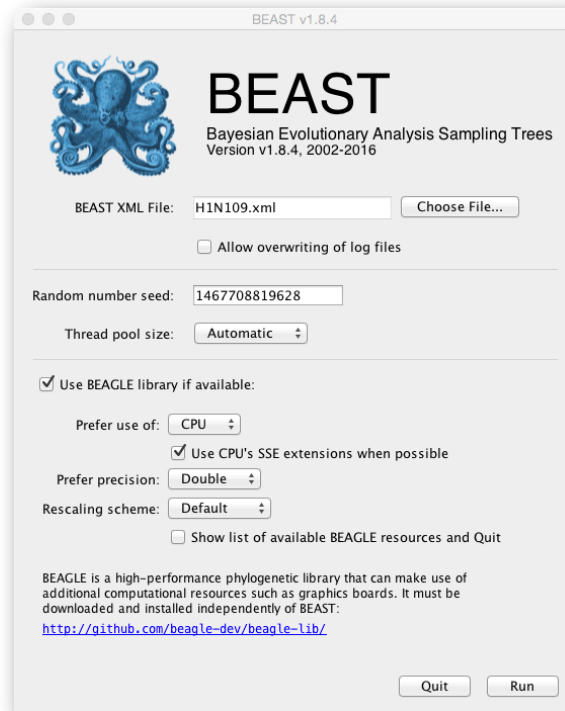 BEAST v1.8.4
BEAST
Bayesian Evolutionary Analysis Sampling Trees
Version v1.8.4, 2002-2016
BEAST XML File: H1N109.xml Choose File...
Allow overwriting of log files
Random number seed: 1467708819628
Thread pool size: Automatic
Use BEAGLE library if available:
Prefer use of: CPU
Use CPU's SSE extensions when possible
Prefer precision: Double
Rescaling scheme: Default
Show list of available BEAGLE resources and Quit
BEAGLE is a high-performance phylogenetic library that can make use of
additional computational resources such as graphics boards. It must be
downloaded and installed independently of BEAST:
http://github.com/beagle-dev/beagle-lib/
Quit Run